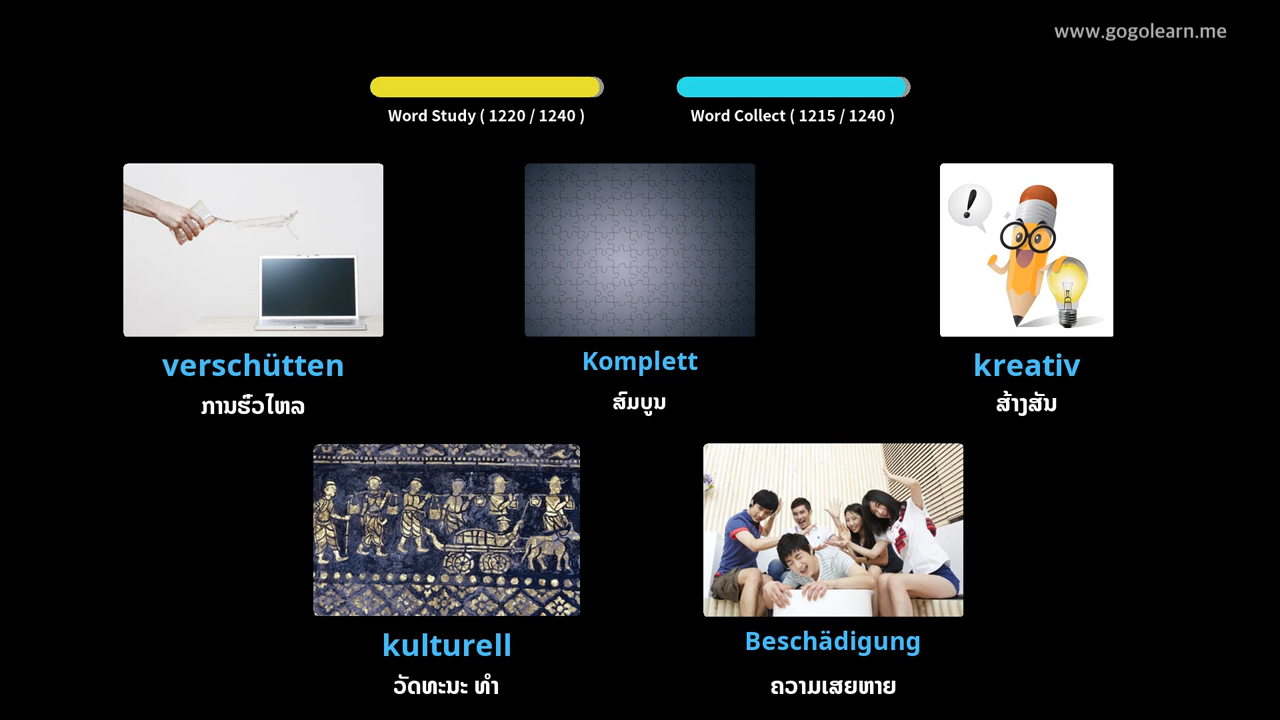 www.gogolearn.me
Word Study ( 1220 / 1240 )
Word Collect ( 1215 / 1240 )
verschütten
ການຮົ່ວໄຫລ
Komplett
ສົມບູນ
kreativ
ສ້າງສັນ
kulturell
ວັດທະນະ ທຳ
Beschädigung
ຄວາມເສຍຫາຍ